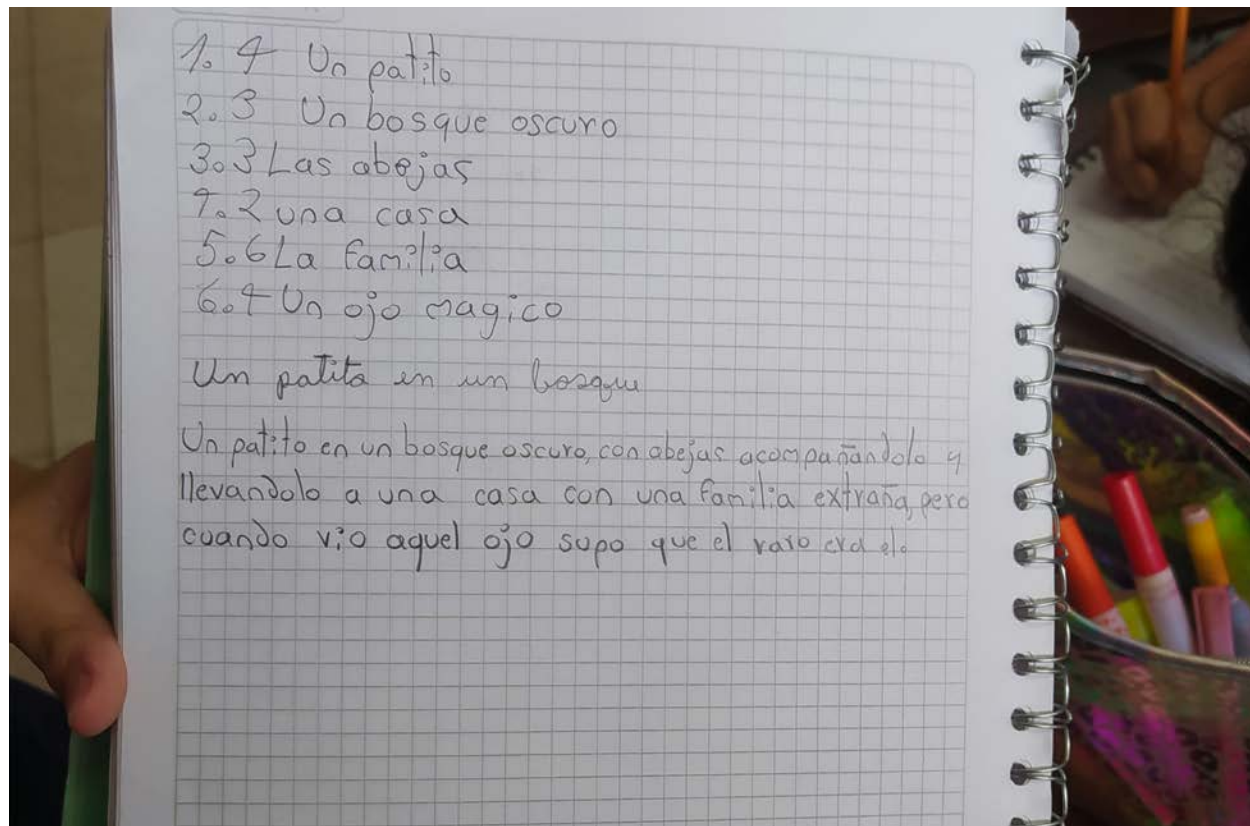 1. 4 Un patito
2. 3 Un bosque oscuro
3. 3 Las abejas
4. 2 una casa
5. 6 La familia
6. 4 Un ojo magico
Un patito en un bosque
Un patito en un bosque oscuro, con abejas acompañandolo y
llevandolo a una casa con una familia extraña, pero
cuando vio aquel ojo supo que el raro era el.